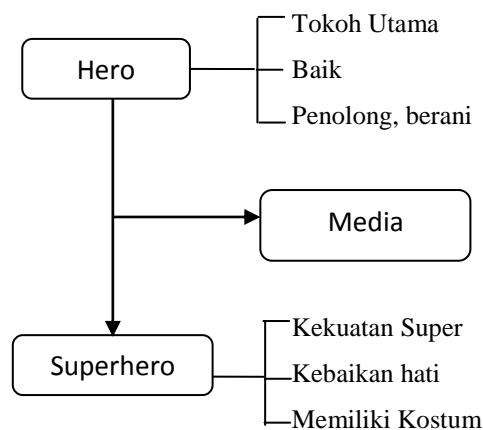 Tokoh Utama
Hero
Baik
Penolong, berani
Media
Kekuatan Super
Superhero
Kebaikan hati
Memiliki Kostum